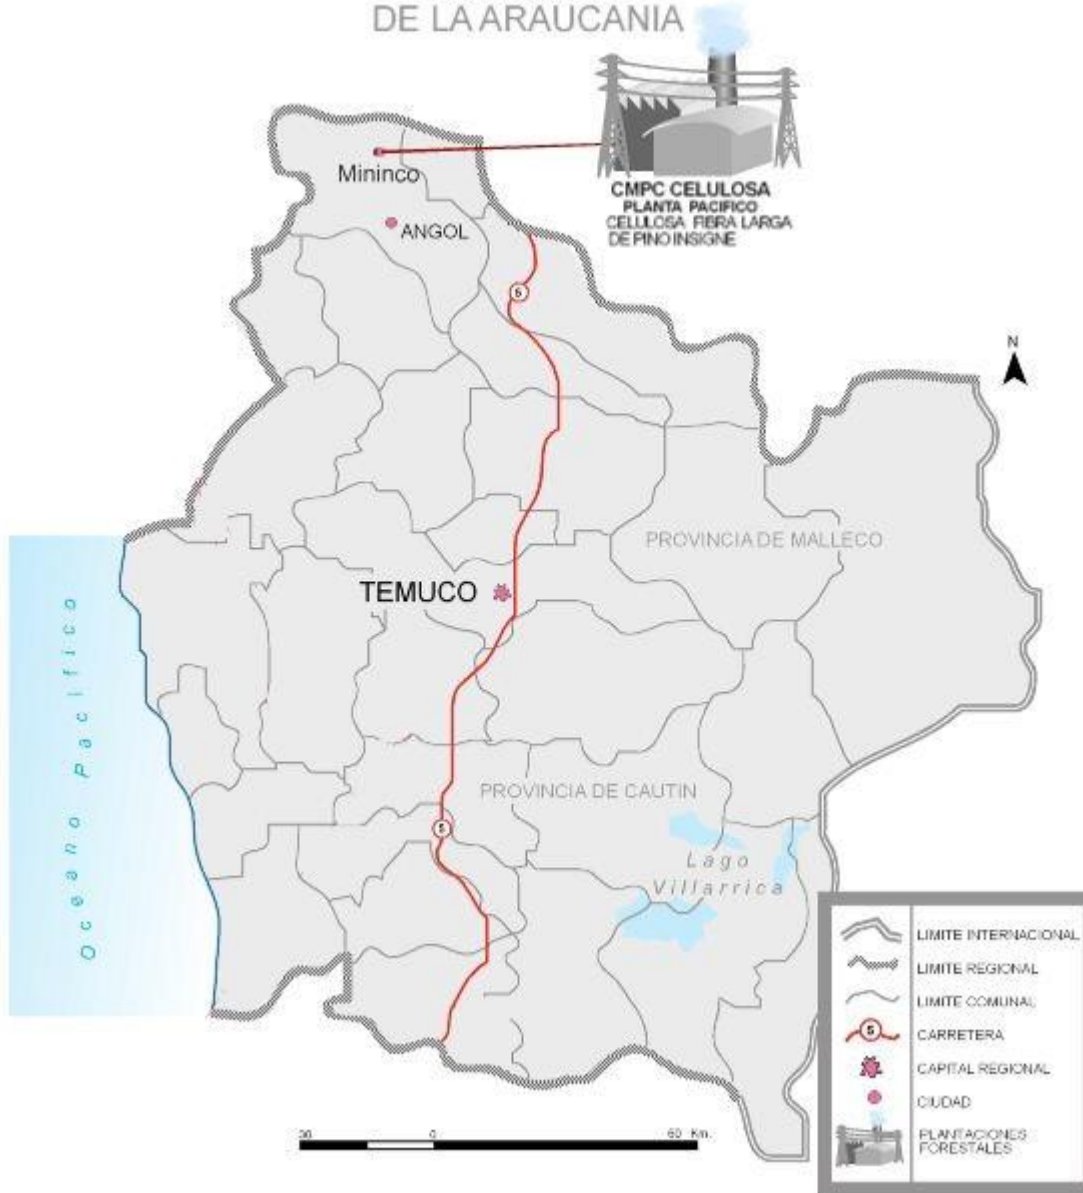 DE LA ARAUCANIA
CMPC CELULOSA
PLANTA PACIFICO
CELULOSA FIBRA LARGA
DE PINO INSIGNE
Mininco
ANGOL
5
N
PROVINCIA DE MALLECO
TEMUCO
Oceano Pacifico
PROVINCIA DE CAUTIN
5
Lago
Villarrica
LIMITE INTERNACIONAL
LIMITE REGIONAL
LIMITE COMUNAL
5
CARRETERA
CAPITAL REGIONAL
CIUDAD
PLANTACIONES
FORESTALES
30 0 60 Km.